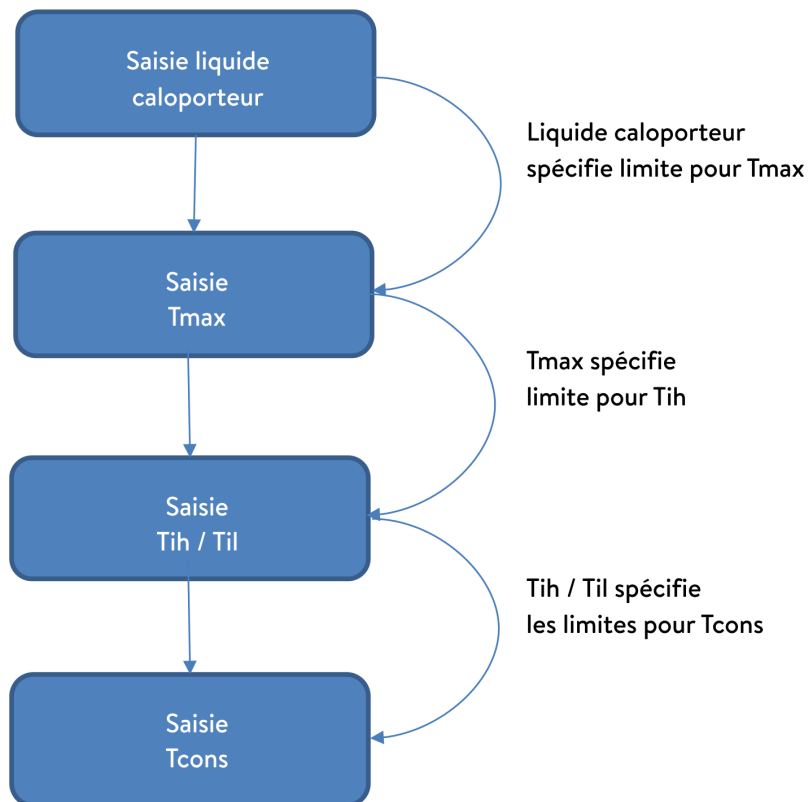 Saisie liquide
caloporteur
Liquide caloporteur
spécifie limite pour Tmax
Saisie
Tmax
Tmax spécifie
limite pour Tih
Saisie
Tih / Til
Tih / Til spécifie
les limites pour Tcons
Saisie
Tcons